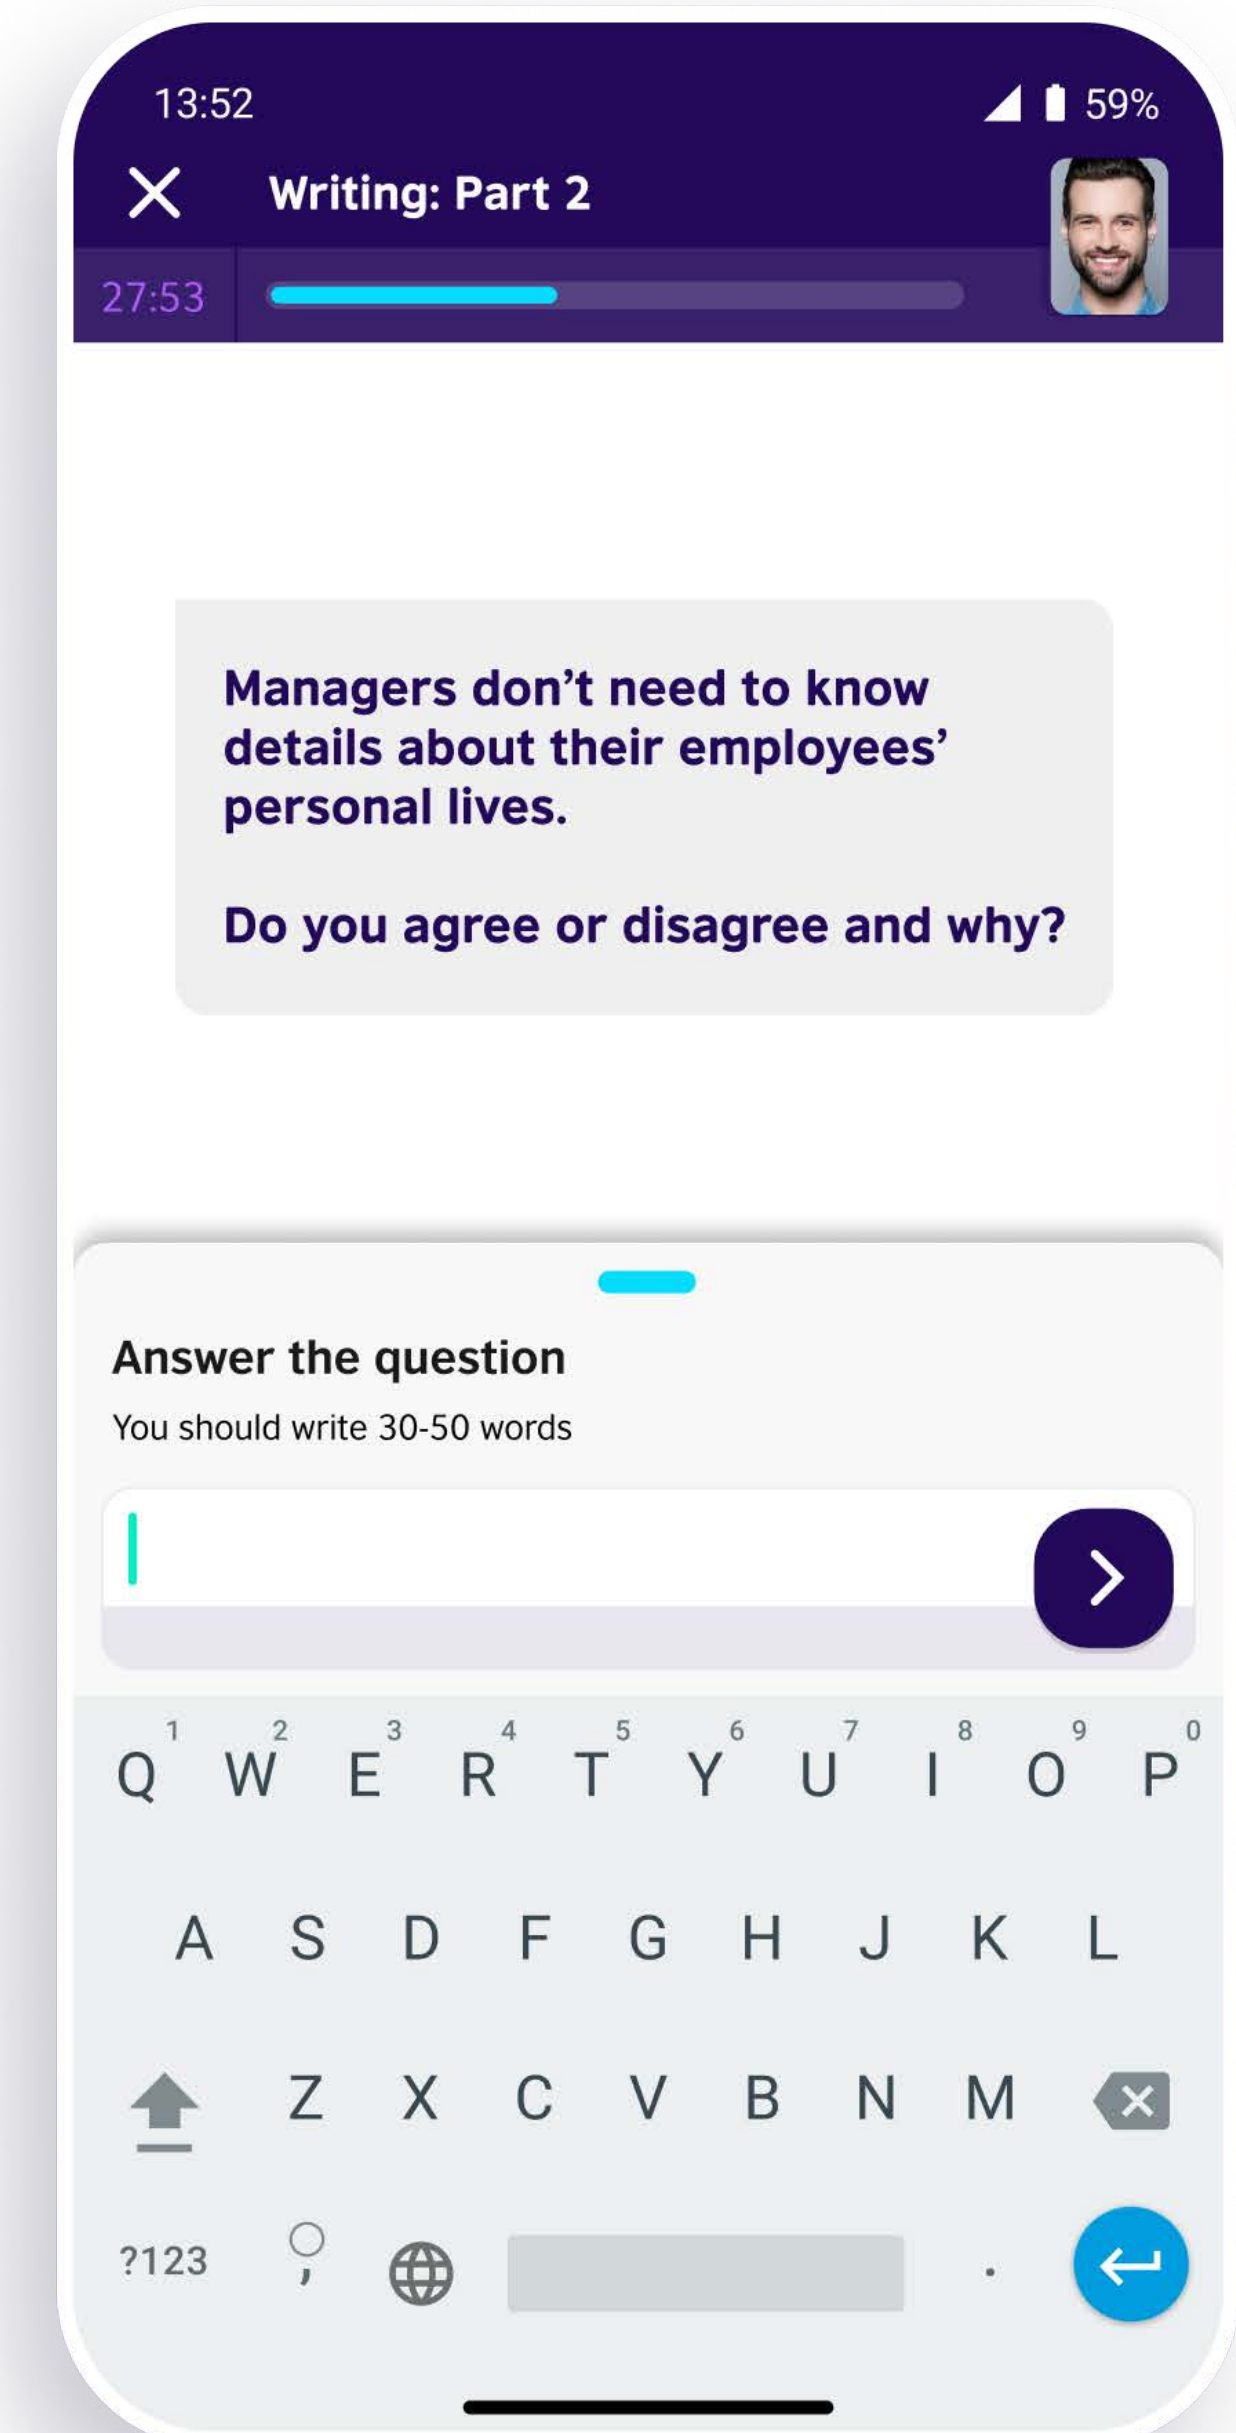 13:52
59%
Writing: Part 2
27:53
Managers don’t need to know
details about their employees’
personal lives.
Do you agree or disagree and why?
Answer the question
You should write 30-50 words
1 2 3 4 5 6 7 8 9 0
Q W E R T Y U I O P
A S D F G H J K L
Z X C V B N M
?123 , .